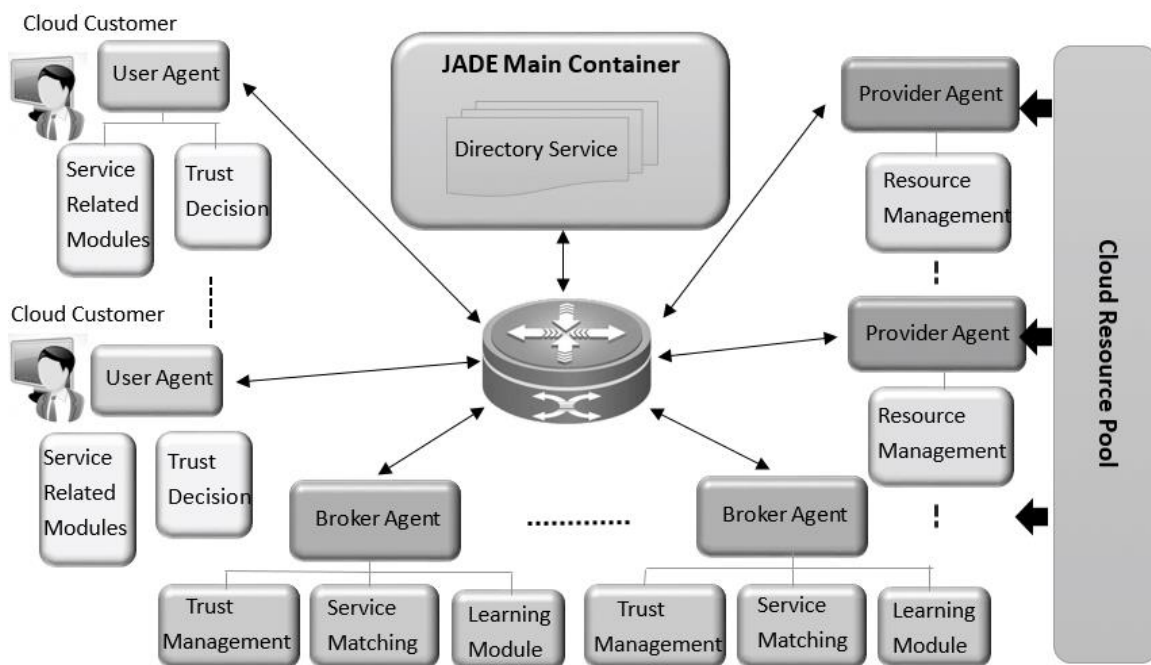 Cloud Customer
User Agent
Service
Related
Modules
Trust
Decision
JADE Main Container
Directory Service
Provider Agent
Resource
Management
Cloud Customer
User Agent
Service
Related
Modules
Trust
Decision
Provider Agent
Resource
Management
Cloud Resource Pool
Broker Agent
Trust
Management
Service
Matching
Learning
Module
Broker Agent
Trust
Management
Service
Matching
Learning
Module